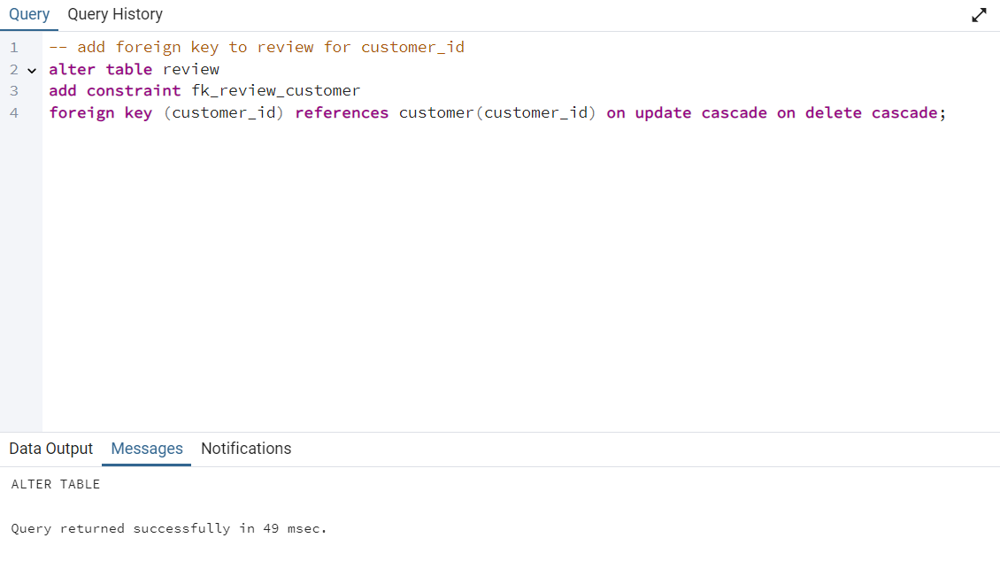 Query Query History
1 -- add foreign key to review for customer_id
2 alter table review
3 add constraint fk_review_customer
4 foreign key (customer_id) references customer(customer_id) on update cascade on delete cascade;
Data Output Messages Notifications
ALTER TABLE
Query returned successfully in 49 msec.